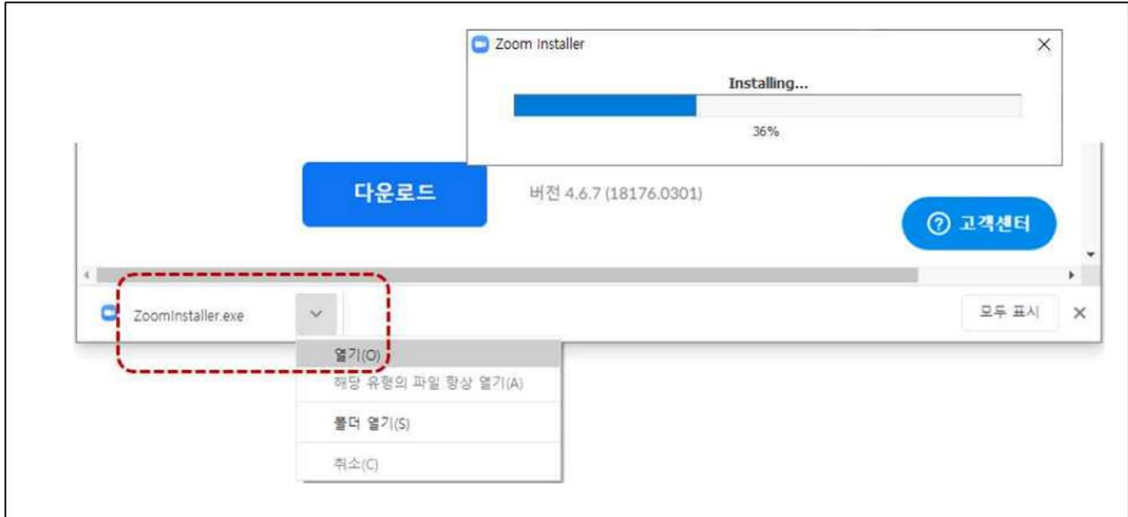 Zoom Installer
Installing...
36%
다운로드
버전 4.6.7 (18176.0301)
? 고객센터
ZoomInstaller.exe
모두 표시
열기(O)
해당 유형의 파일 항상 열기(A)
폴더 열기(S)
취소(C)